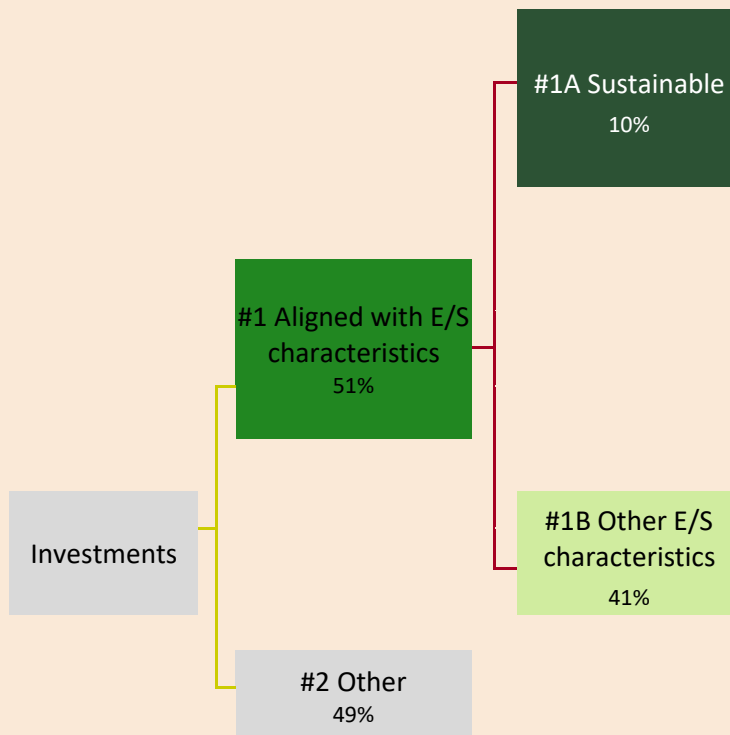 #1A Sustainable
10%
#1 Aligned with E/S
characteristics
51%
#1B Other E/S
characteristics
41%
Investments
#2 Other
49%